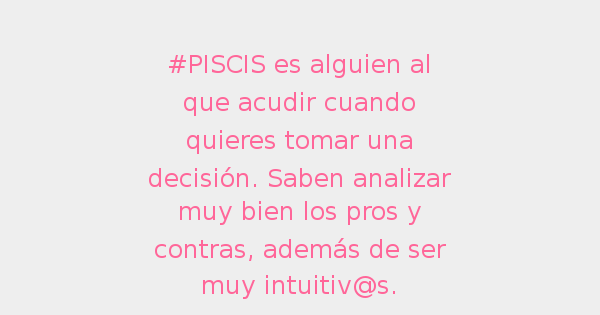 #PISCIS es alguien al
que acudir cuando
quieres tomar una
decisión. Saben analizar
muy bien los pros y
contras, además de ser
muy intuitiv@s.